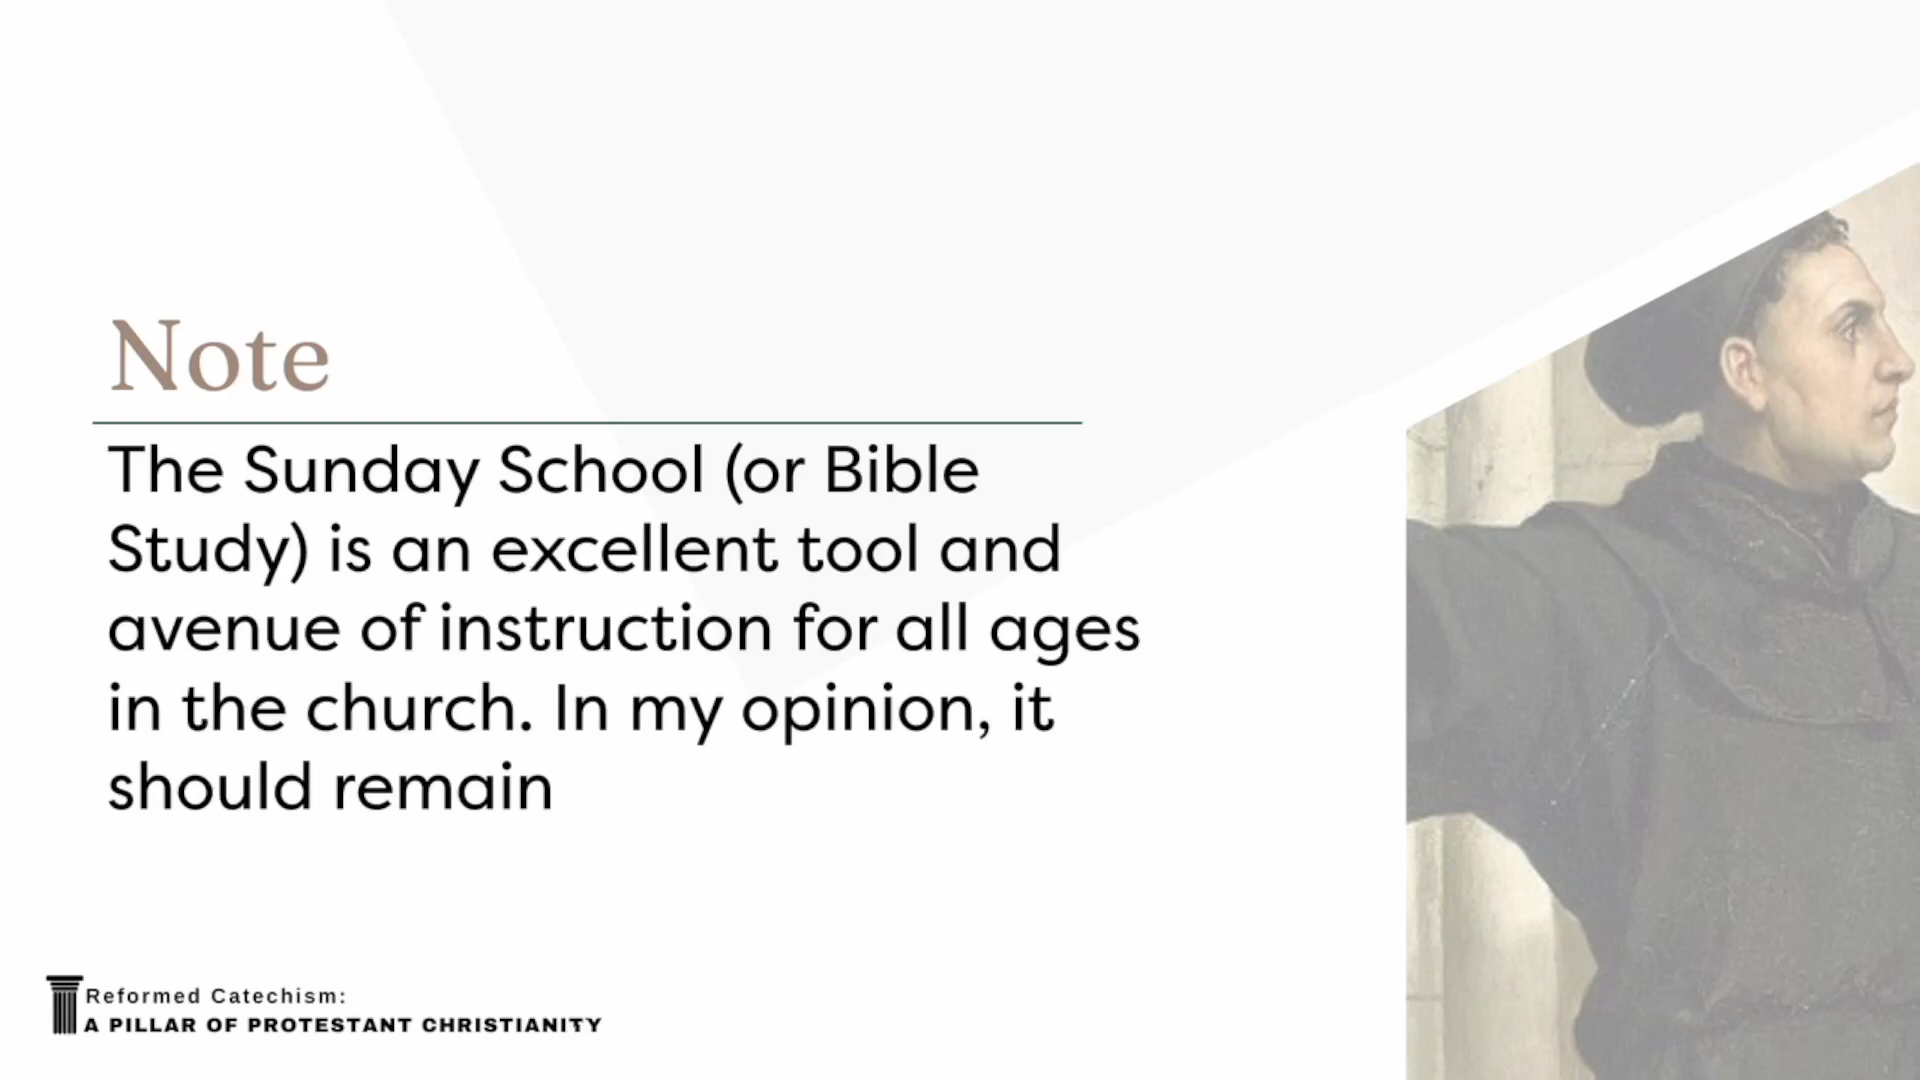 Note
The Sunday School (or Bible
Study) is an excellent tool and
avenue of instruction for all ages
in the church. In my opinion, it
should remain
Reformed Catechism:
A PILLAR OF PROTESTANT CHRISTIANITY